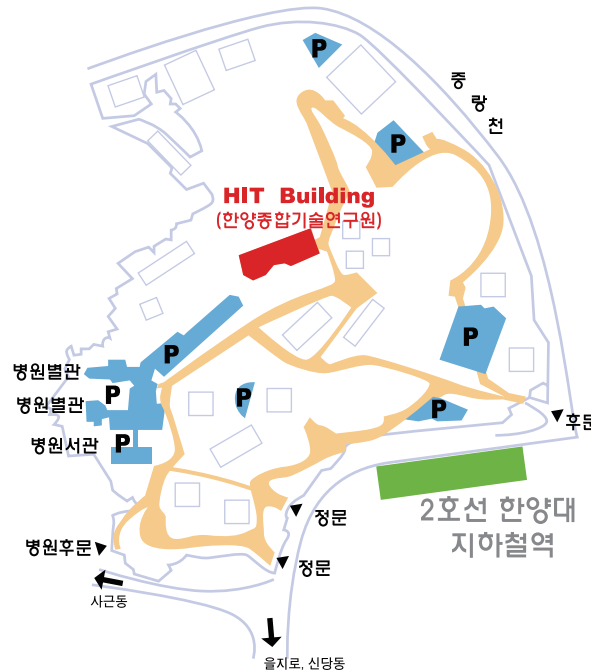 P
중
랑
천
P
HIT Building
(한양종합기술연구원)
P
P
병원별관
P
P
병원별관
P
P
병원서관
후문
2호선 한양대
지하철역
정문
병원후문
정문
사근동
을지로, 신당동